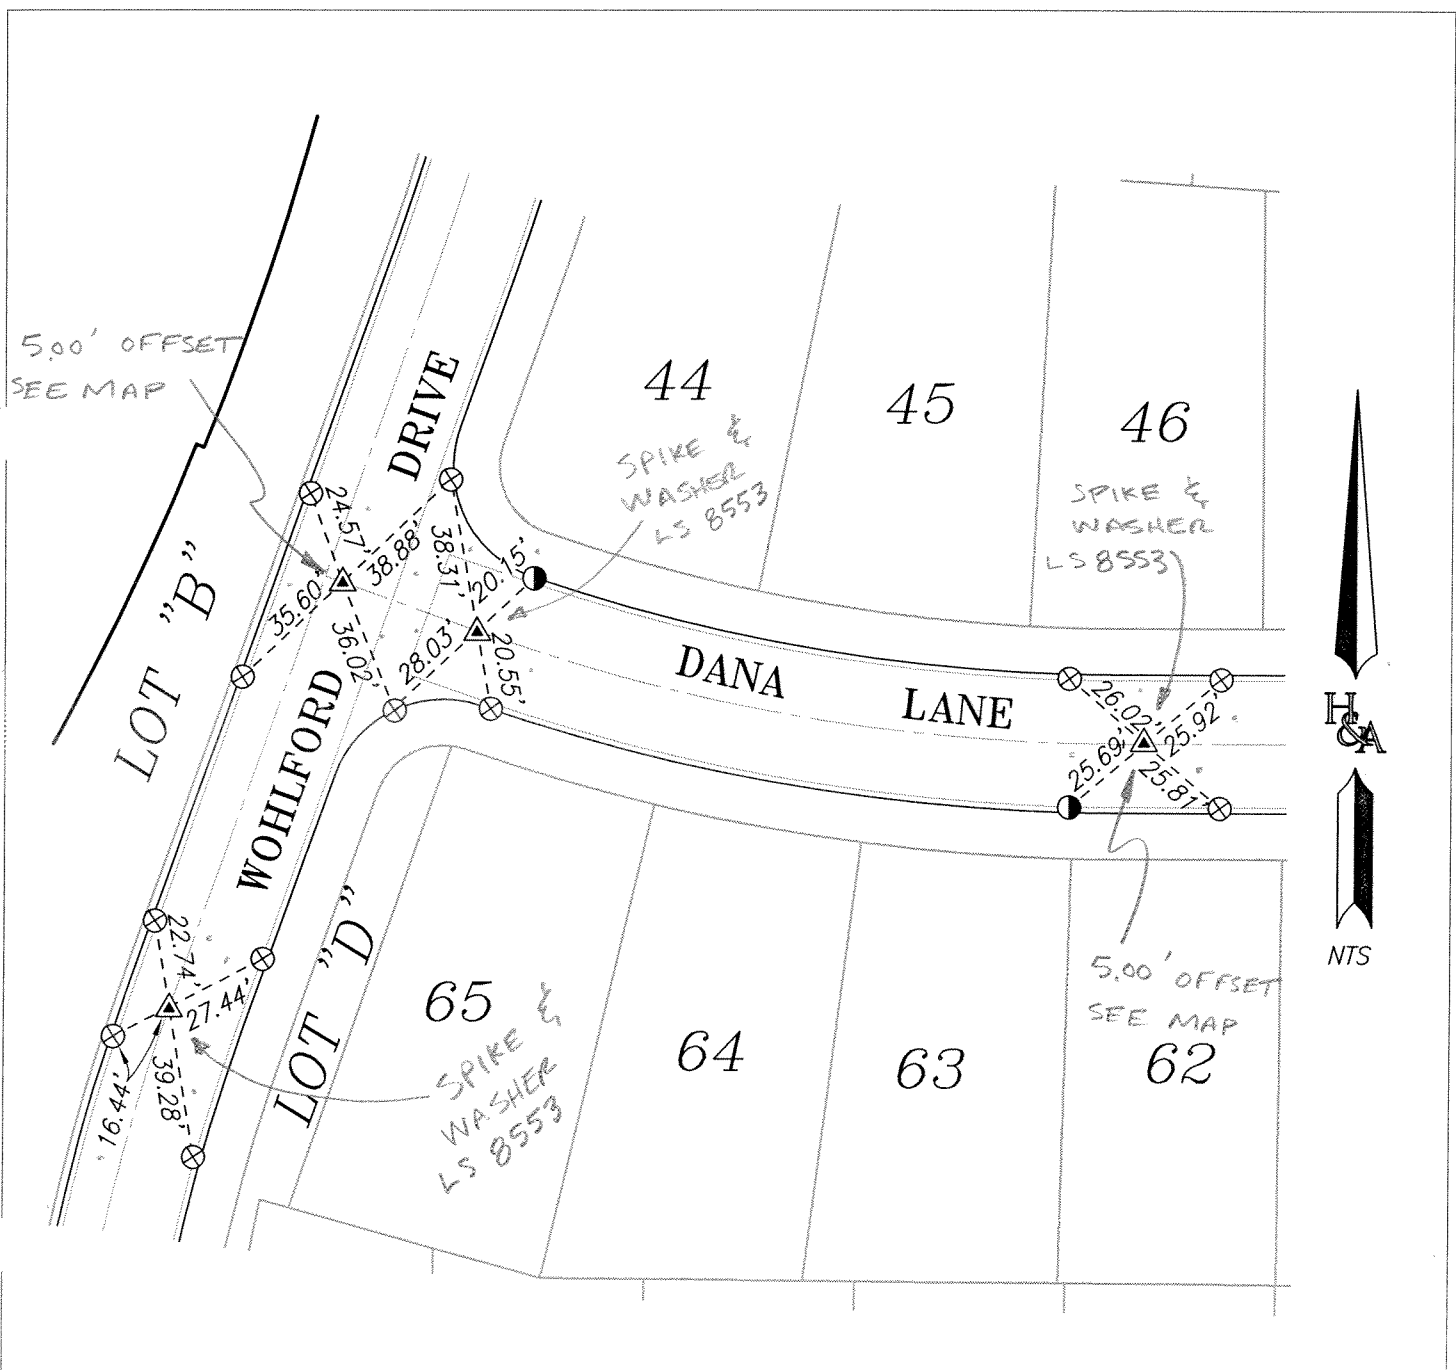 5.00' OFFSET
SEE MAP
DRIVE
44
45
46
SPIKE &
WASHER
LS 8553
SPIKE &
WASHER
LS 8553
24.57'
38.88'
38.31'
20.15'
35.60'
36.02'
28.03'
20.55'
LOT "B"
WOHLFORD
DANA LANE
26.02'
25.92'
25.69'
25.81'
H&A
NTS
5.00' OFFSET
SEE MAP
22.74'
27.44'
16.44'
39.28'
LOT "D"
65
64
63
62
SPIKE &
WASHER
LS 8553